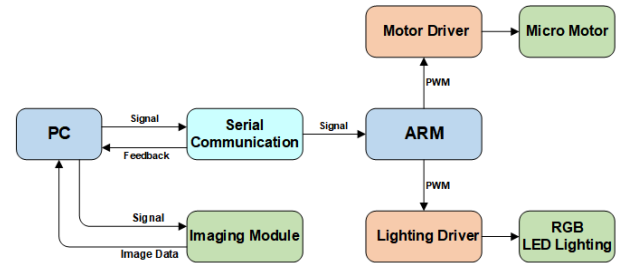 Motor Driver
Micro Motor
PWM
Signal
PC
Serial
Communication
Signal
ARM
Feedback
PWM
Signal
Imaging Module
Image Data
Lighting Driver
RGB
LED Lighting